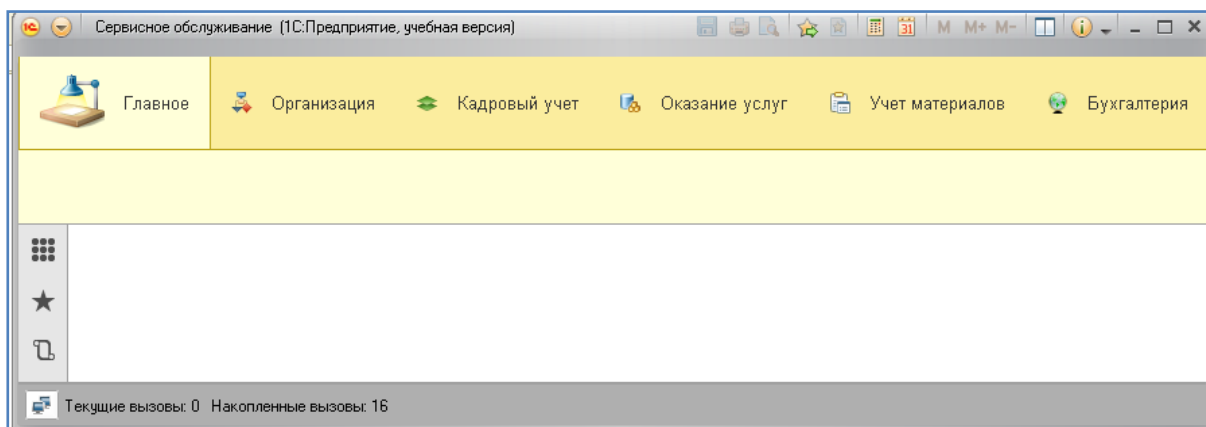 Сервисное обслуживание (1С:Предприятие, учебная версия) 31 M M+ M-
Главное Организация Кадровый учет Оказание услуг Учет материалов Бухгалтерия
Текущие вызовы: 0 Накопленные вызовы: 16